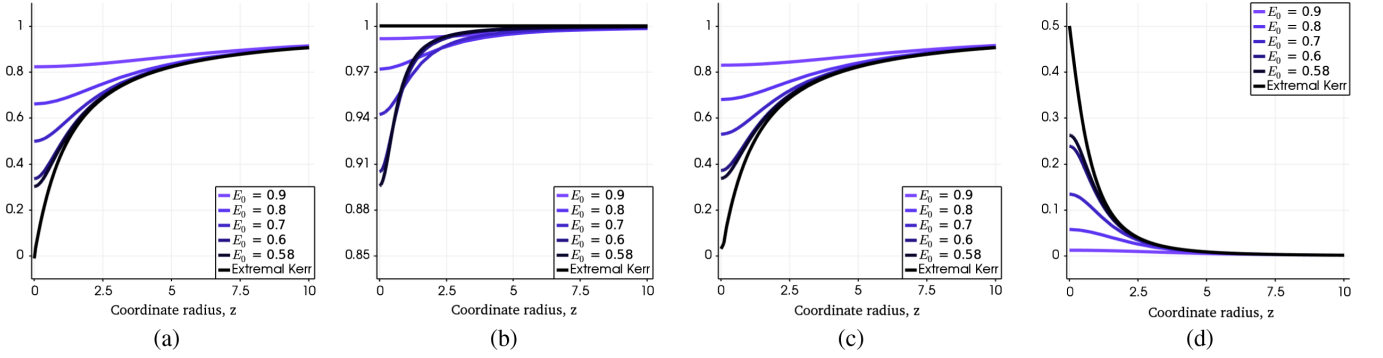 1
0.8
0.6
0.4
0.2
0
0
2.5
5
7.5
10
Coordinate radius, z
E0 = 0.9
E0 = 0.8
E0 = 0.7
E0 = 0.6
E0 = 0.58
Extremal Kerr
(a)
1
0.97
0.94
0.91
0.88
0.85
0
2.5
5
7.5
10
Coordinate radius, z
E0 = 0.9
E0 = 0.8
E0 = 0.7
E0 = 0.6
E0 = 0.58
Extremal Kerr
(b)
1
0.8
0.6
0.4
0.2
0
0
2.5
5
7.5
10
Coordinate radius, z
E0 = 0.9
E0 = 0.8
E0 = 0.7
E0 = 0.6
E0 = 0.58
Extremal Kerr
(c)
0.5
0.4
0.3
0.2
0.1
0
0
2.5
5
7.5
10
Coordinate radius, z
E0 = 0.9
E0 = 0.8
E0 = 0.7
E0 = 0.6
E0 = 0.58
Extremal Kerr
(d)